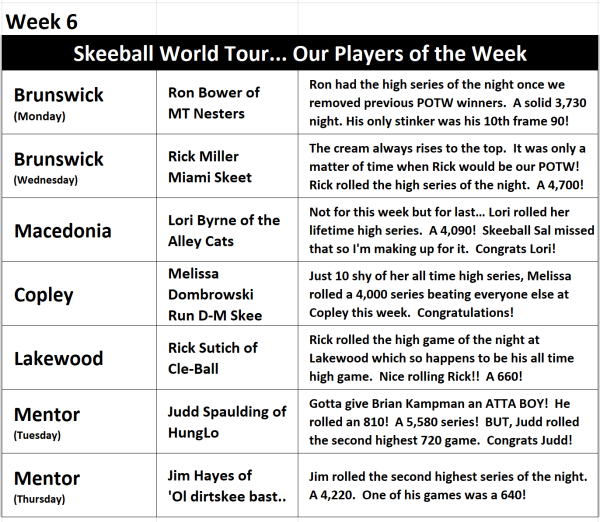 Week 6
Skeeball World Tour... Our Players of the Week
Brunswick
(Monday)
Ron Bower of
MT Nesters
Ron had the high series of the night once we
removed previous POTW winners. A solid 3,730
night. His only stinker was his 10th frame 90!
Brunswick
(Wednesday)
Rick Miller
Miami Skeet
The cream always rises to the top. It was only a
matter of time when Rick would be our POTW!
Rick rolled the high series of the night. A 4,700!
Macedonia
Lori Byrne of the
Alley Cats
Not for this week but for last... Lori rolled her
lifetime high series. A 4,090! Skeeball Sal missed
that so I'm making up for it. Congrats Lori!
Copley
Melissa
Dombrowski
Run D-M Skee
Just 10 shy of her all time high series, Melissa
rolled a 4,000 series beating everyone else at
Copley this week. Congratulations!
Lakewood
Rick Sutich of
Cle-Ball
Rick rolled the high game of the night at
Lakewood which so happens to be his all time
high game. Nice rolling Rick!! A 660!
Mentor
(Tuesday)
Judd Spaulding of
HungLo
Gotta give Brian Kampman an ATTA BOY! He
rolled an 810! A 5,580 series! BUT, Judd rolled
the second highest 720 game. Congrats Judd!
Mentor
(Thursday)
Jim Hayes of
'Ol dirtskee bast..
Jim rolled the second highest series of the night.
A 4,220. One of his games was a 640!